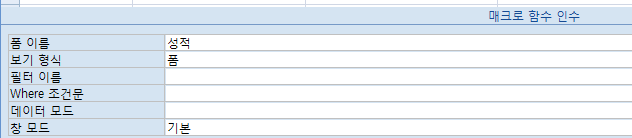 매크로 함수 인수
폼 이름 성적
보기 형식 폼
필터 이름
Where 조건문
데이터 모드
창 모드 기본